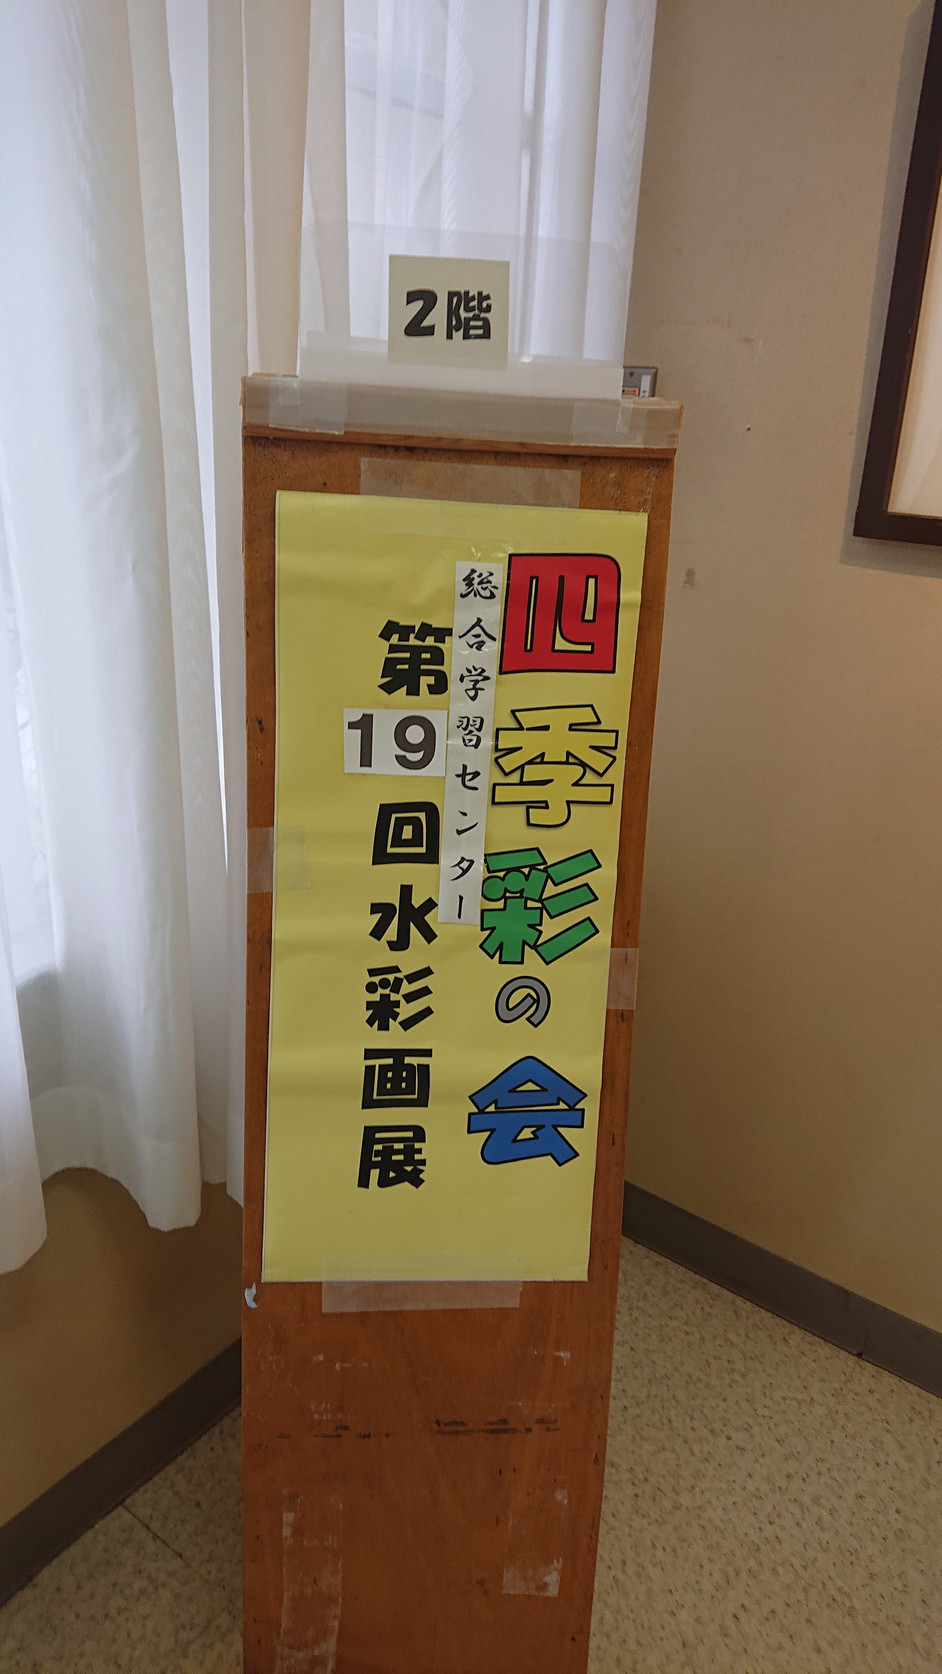 2階
四季彩の会
総合学習センター
第19回水彩画展